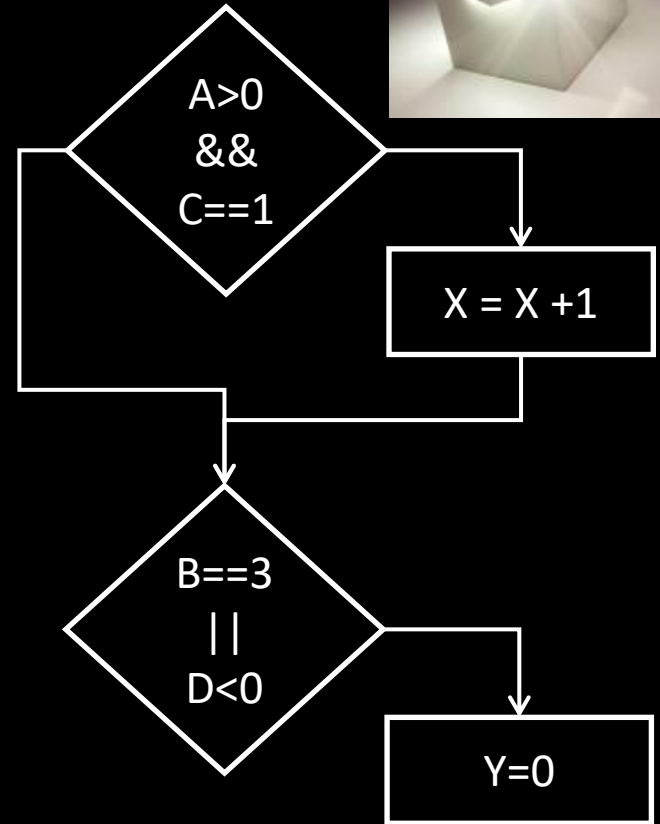 A>0
&&
C==1
X = X +1
B==3
||
D<0
Y=0